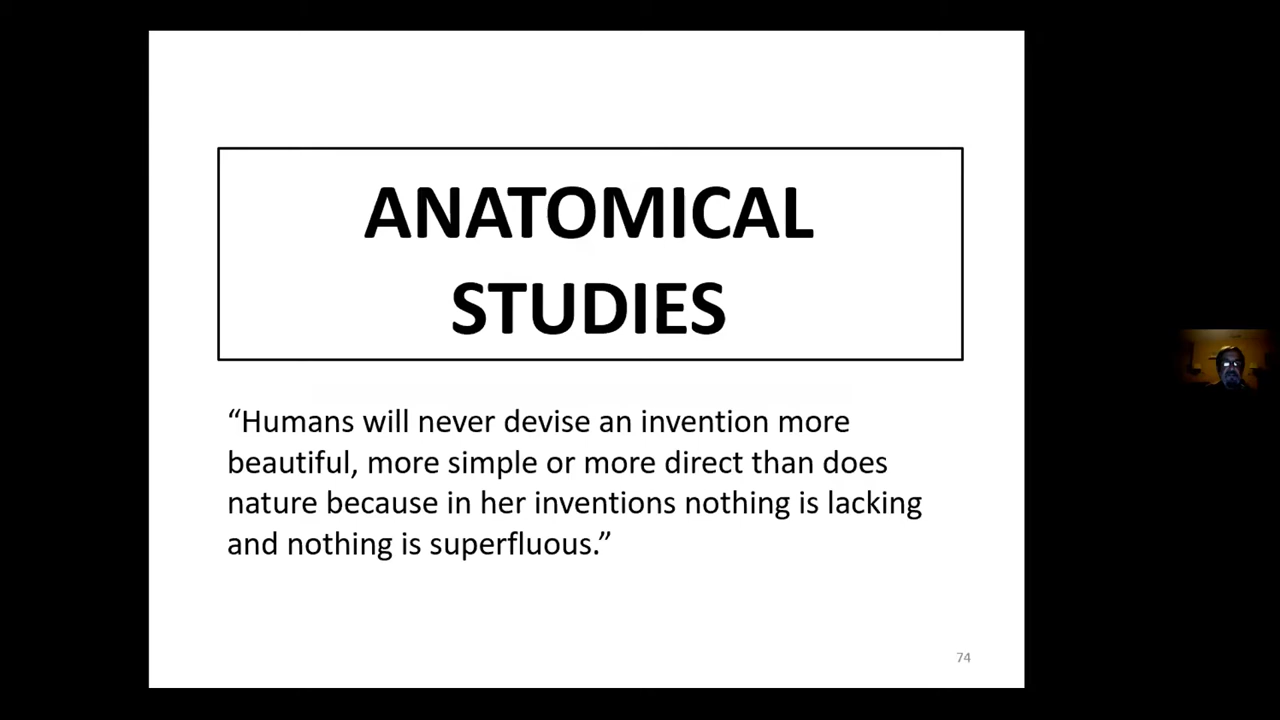 ANATOMICAL
STUDIES
“Humans will never devise an invention more
beautiful, more simple or more direct than does
nature because in her inventions nothing is lacking
and nothing is superfluous.”
74